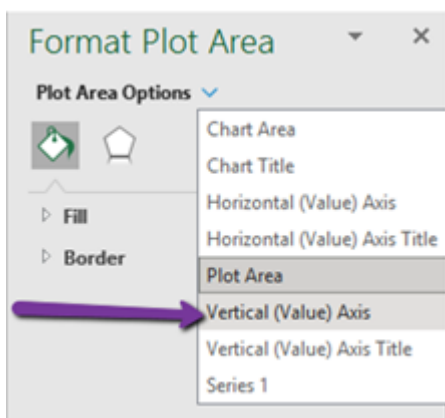 Format Plot Area
Plot Area Options
Chart Area
Chart Title
Horizontal (Value) Axis
Fill
Horizontal (Value) Axis Title
Border
Plot Area
Vertical (Value) Axis
Vertical (Value) Axis Title
Series 1